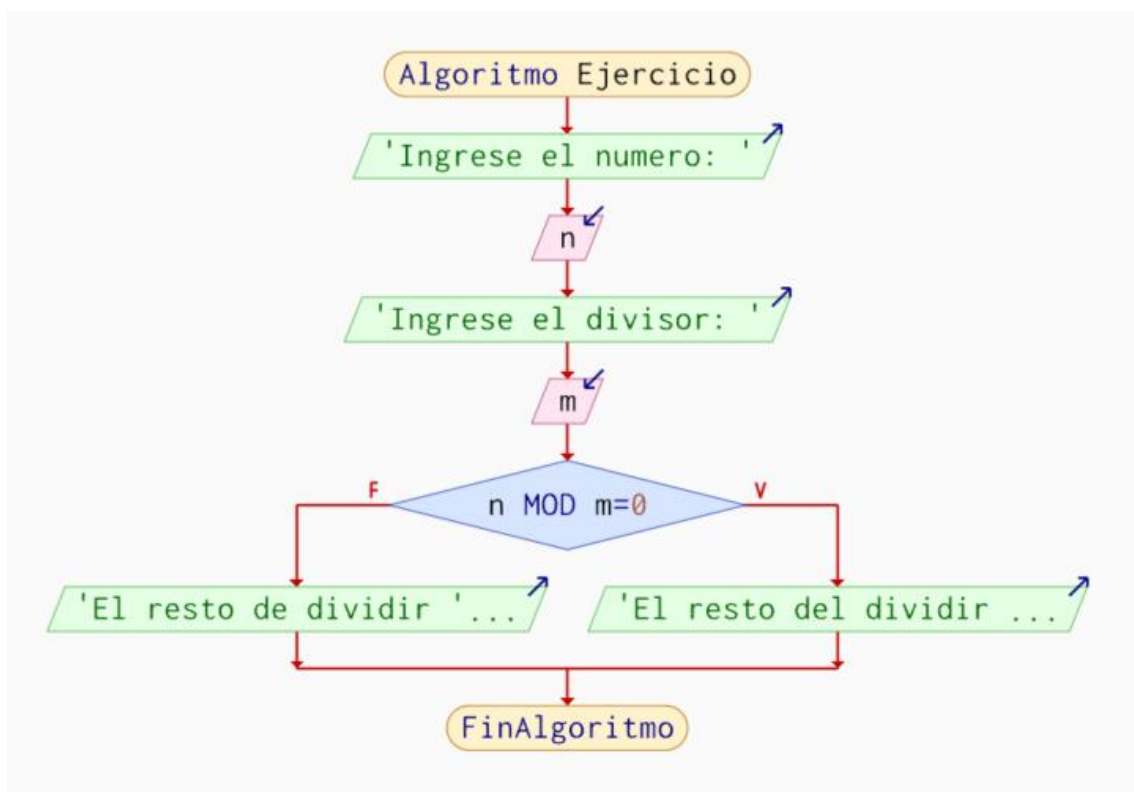 Algoritmo Ejercicio
'Ingrese el numero: '
n
'Ingrese el divisor: '
m
F
V
n MOD m=0
'El resto de dividir '...
'El resto del dividir ...
FinAlgoritmo